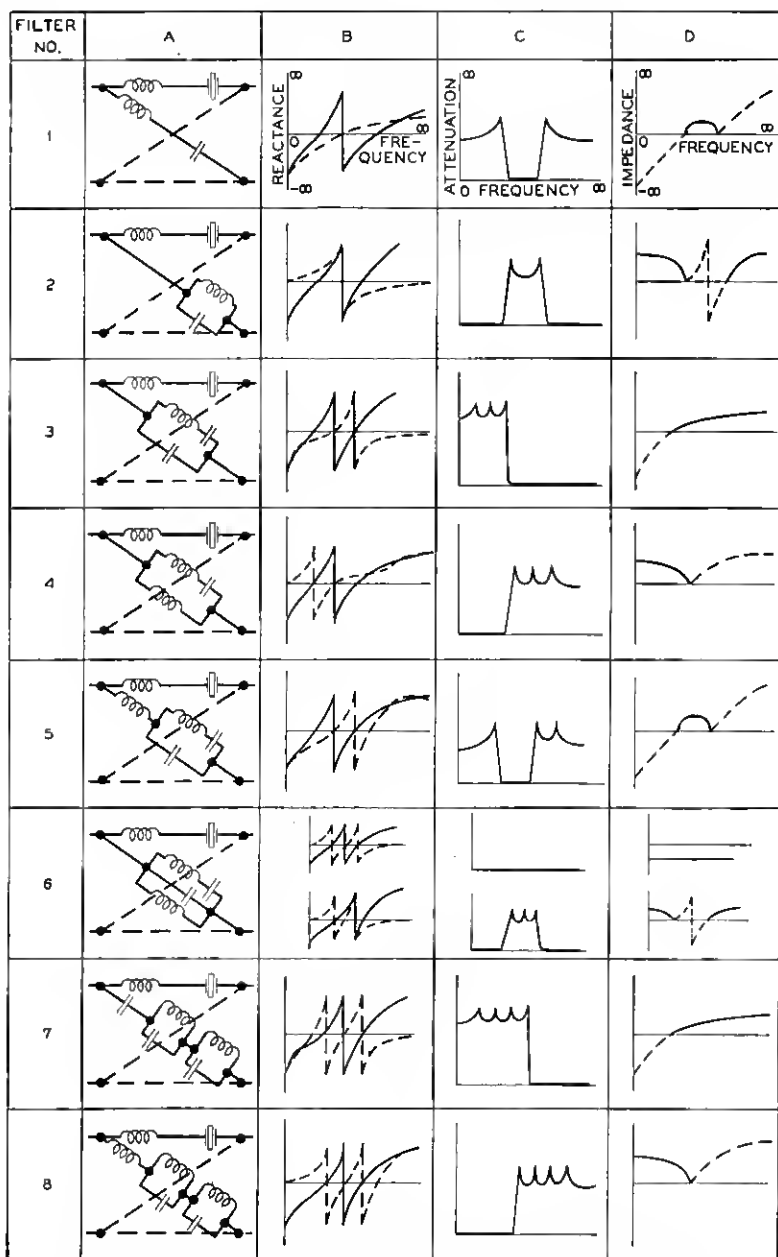 FILTER NO.
A
B
C
D
1
∞
REACTANCE
0
∞
FRE-
QUENCY
-∞
∞
ATTENUATION
0 FREQUENCY ∞
∞
IMPEDANCE
0
FREQUENCY
-∞
2
3
4
5
6
7
8